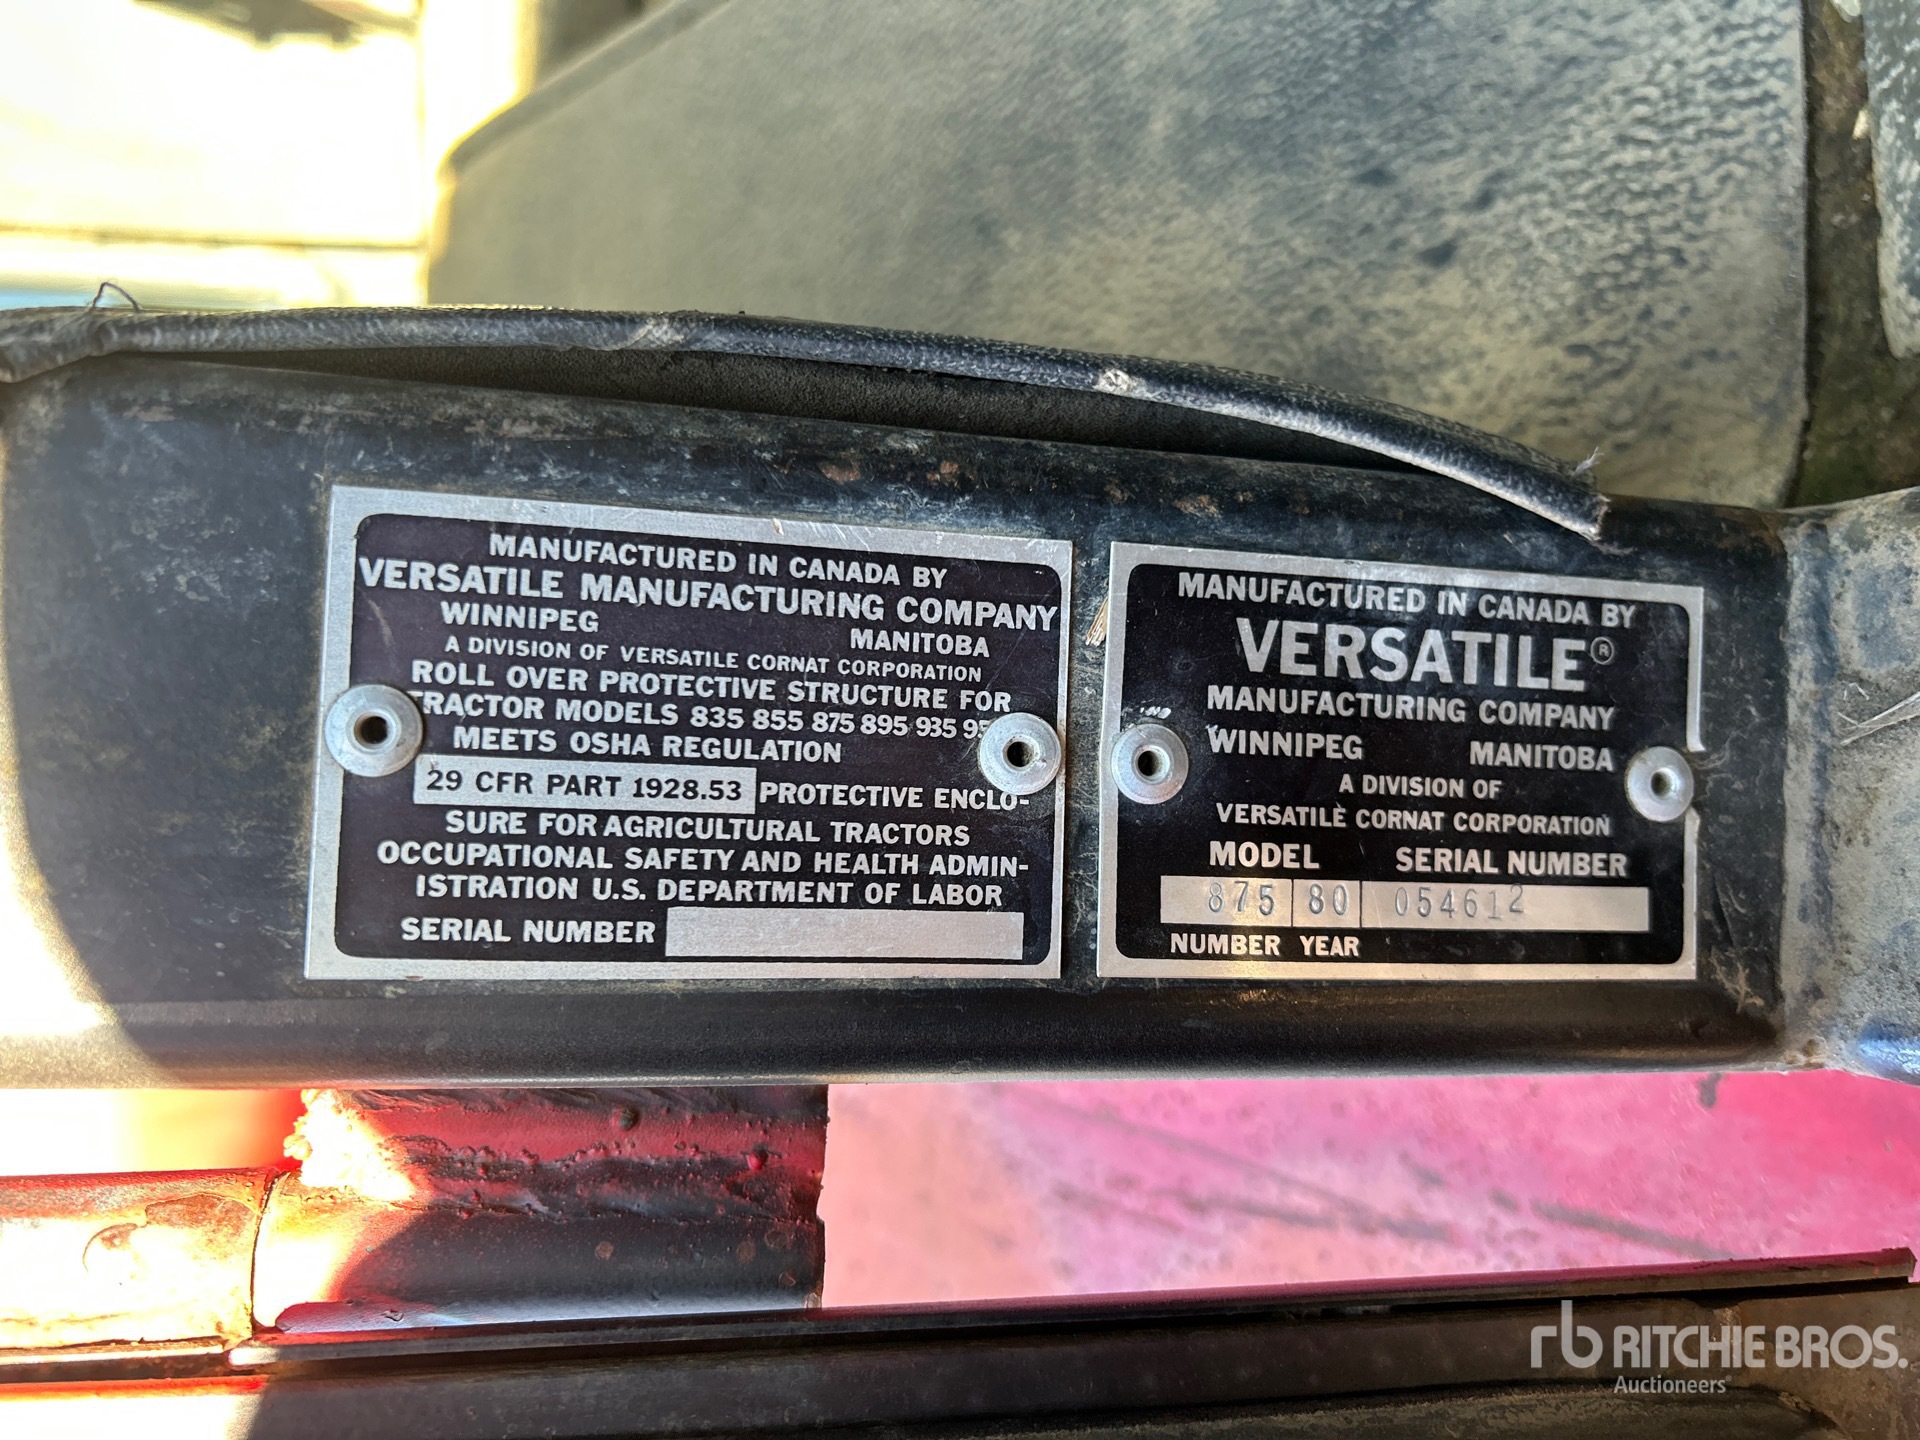 MANUFACTURED IN CANADA BY
VERSATILE MANUFACTURING COMPANY
WINNIPEG MANITOBA
A DIVISION OF VERSATILE CORNAT CORPORATION
ROLL OVER PROTECTIVE STRUCTURE FOR
TRACTOR MODELS 835 855 875 895 935
MEETS OSHA REGULATION
29 CFR PART 1928.53 PROTECTIVE ENCLO-
SURE FOR AGRICULTURAL TRACTORS
OCCUPATIONAL SAFETY AND HEALTH ADMIN-
ISTRATION U.S. DEPARTMENT OF LABOR
SERIAL NUMBER
MANUFACTURED IN CANADA BY
VERSATILE®
MANUFACTURING COMPANY
WINNIPEG MANITOBA
A DIVISION OF
VERSATILE CORNAT CORPORATION
MODEL SERIAL NUMBER
875 80 054612
NUMBER YEAR
rb RITCHIE BROS.
Auctioneers